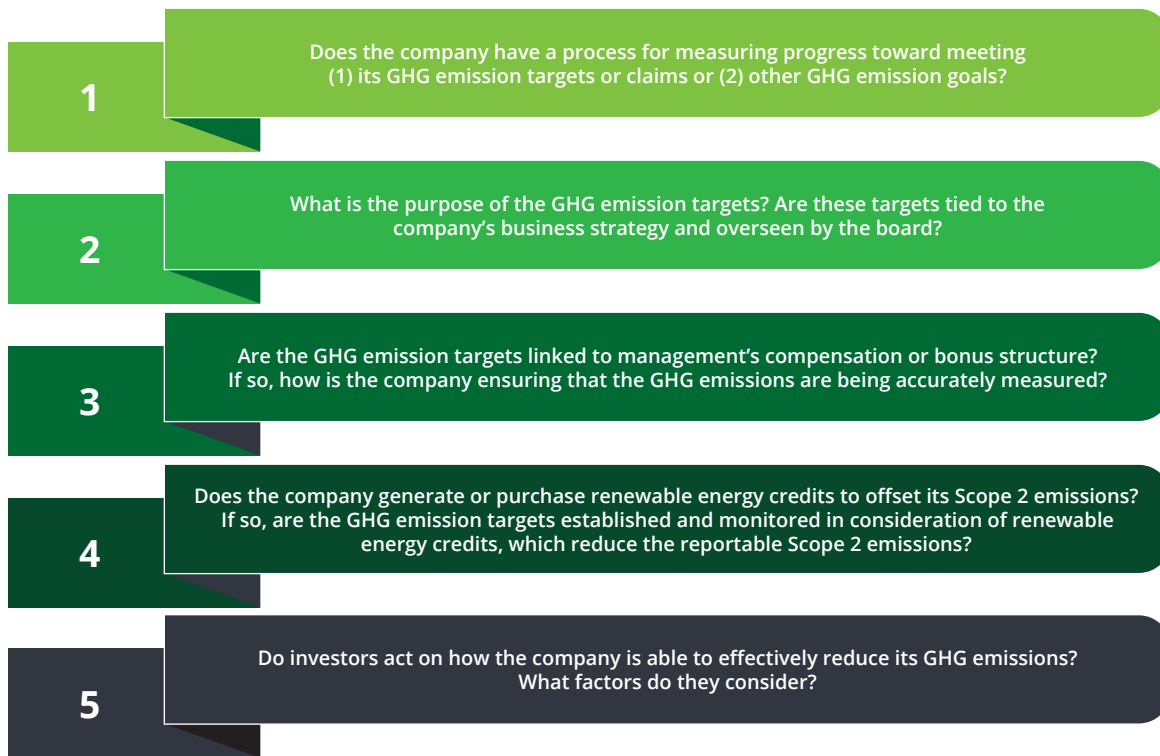 1
Does the company have a process for measuring progress toward meeting
(1) its GHG emission targets or claims or (2) other GHG emission goals?
2
What is the purpose of the GHG emission targets? Are these targets tied to the
company’s business strategy and overseen by the board?
3
Are the GHG emission targets linked to management’s compensation or bonus structure?
If so, how is the company ensuring that the GHG emissions are being accurately measured?
4
Does the company generate or purchase renewable energy credits to offset its Scope 2 emissions?
If so, are the GHG emission targets established and monitored in consideration of renewable
energy credits, which reduce the reportable Scope 2 emissions?
5
Do investors act on how the company is able to effectively reduce its GHG emissions?
What factors do they consider?